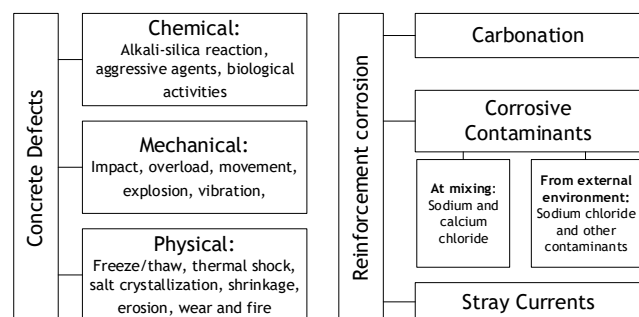 Concrete Defects
Chemical:
Alkali-silica reaction,
aggressive agents, biological
activities
Mechanical:
Impact, overload, movement,
explosion, vibration,
Physical:
Freeze/thaw, thermal shock,
salt crystallization, shrinkage,
erosion, wear and fire
Reinforcement corrosion
Carbonation
Corrosive
Contaminants
At mixing:
Sodium and
calcium
chloride
From external
environment:
Sodium chloride
and other
contaminants
Stray Currents